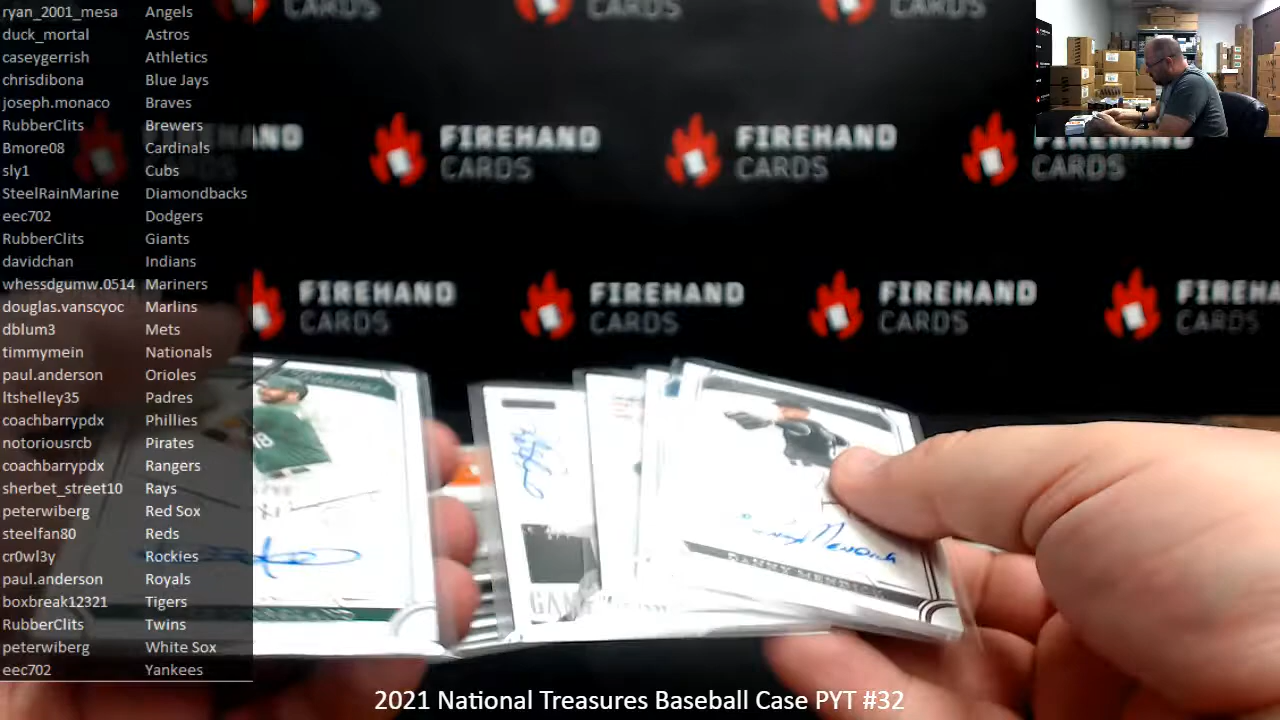 ryan_2001_mesa Angels
duck_mortal Astros
caseygerrish Athletics
chrisdibona Blue Jays
joseph.monaco Braves
RubberClits Brewers
Bmore08 Cardinals
sly1 Cubs
SteelRainMarine Diamondbacks
eec702 Dodgers
RubberClits Giants
davidchan Indians
whessdgumw.0514 Mariners
douglas.vanscyoc Marlins
dblum3 Mets
timmymein Nationals
paul.anderson Orioles
ltshelley35 Padres
coachbarrypdx Phillies
notoriousrcb Pirates
coachbarrypdx Rangers
sherbet_street10 Rays
peterwiberg Red Sox
steelfan80 Reds
cr0wl3y Rockies
paul.anderson Royals
boxbreak12321 Tigers
RubberClits Twins
peterwiberg White Sox
eec702 Yankees
CARDS
CARDS
CARDS
FIREHAND
CARDS
FIREHAND
CARDS
CARDS
FIREHAND
CARDS
FIREHAND
CARDS
FIREHAND
CARDS
2021 National Treasures Baseball Case PYT #32